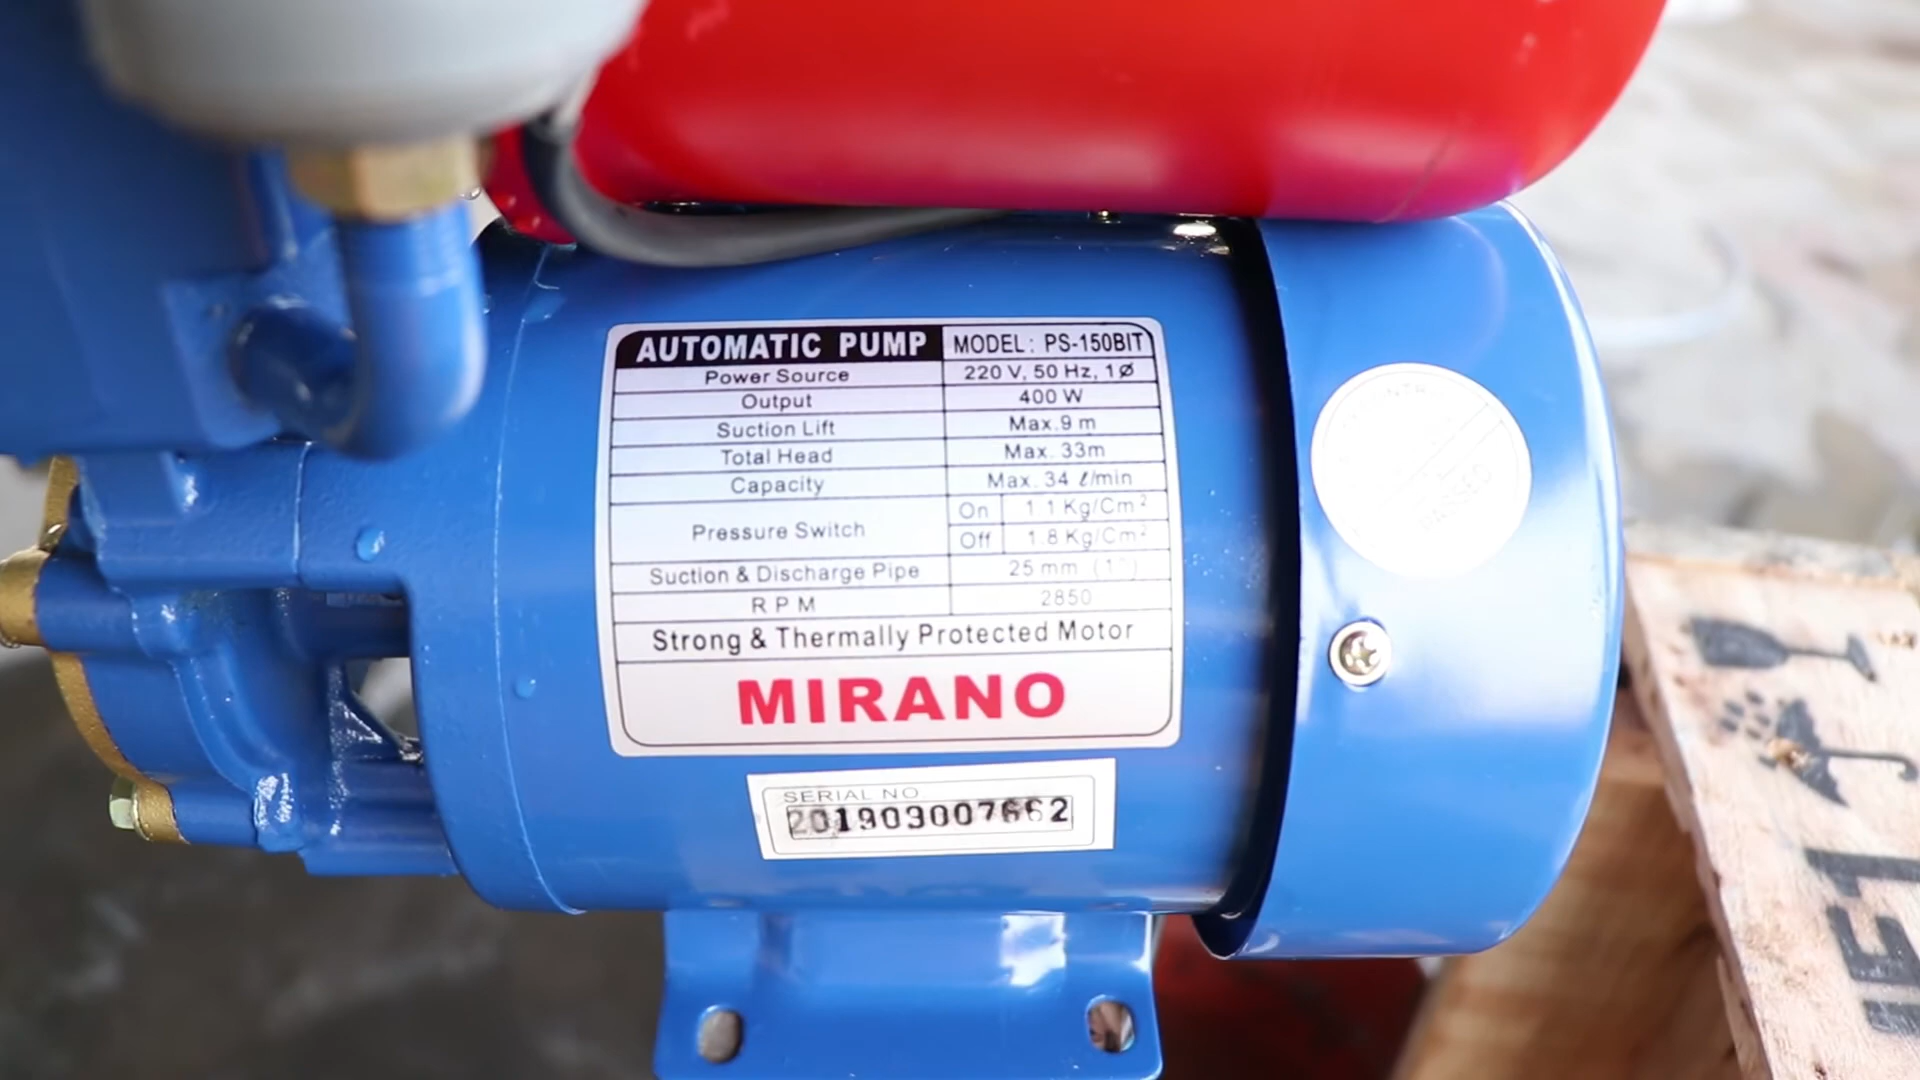 AUTOMATIC PUMP MODEL: PS-150BIT
Power Source 220 V, 50 Hz, 1Ø
Output 400 W
Suction Lift Max.9 m
Total Head Max. 33m
Capacity Max. 34 ℓ/min
Pressure Switch On 1.1 Kg/Cm²
Off 1.8 Kg/Cm²
Suction & Discharge Pipe 25 mm (1")
R P M 2850
Strong & Thermally Protected Motor
MIRANO
SERIAL NO.
201909007662
PASSED